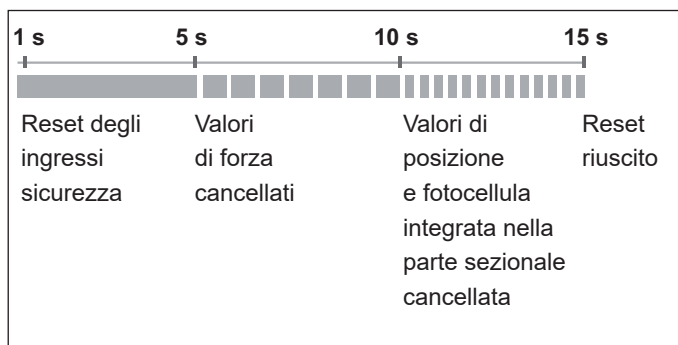 1 s 5 s 10 s 15 s
Reset degli
ingressi
sicurezza
Valori
di forza
cancellati
Valori di
posizione
e fotocellula
integrata nella
parte sezionale
cancellata
Reset
riuscito